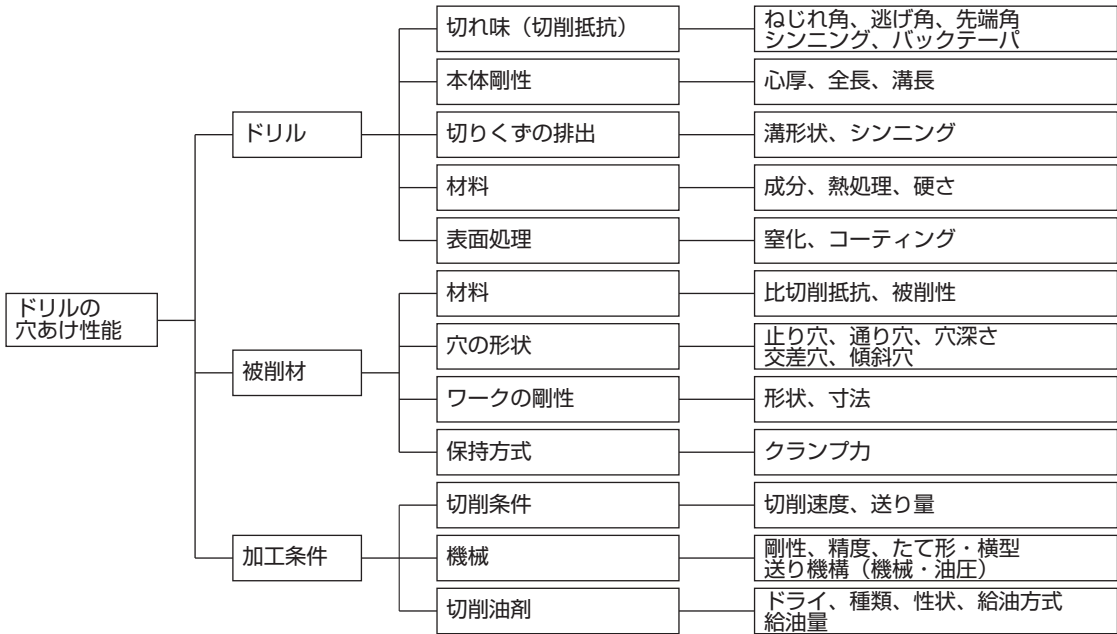 ドリルの
穴あけ性能
ドリル
切れ味（切削抵抗）
ねじれ角、逃げ角、先端角
シンニング、バックテーパ
本体剛性
心厚、全長、溝長
切りくずの排出
溝形状、シンニング
材料
成分、熱処理、硬さ
表面処理
窒化、コーティング
被削材
材料
比切削抵抗、被削性
穴の形状
止り穴、通り穴、穴深さ
交差穴、傾斜穴
ワークの剛性
形状、寸法
保持方式
クランプ力
加工条件
切削条件
切削速度、送り量
機械
剛性、精度、たて形・横型
送り機構（機械・油圧）
切削油剤
ドライ、種類、性状、給油方式
給油量